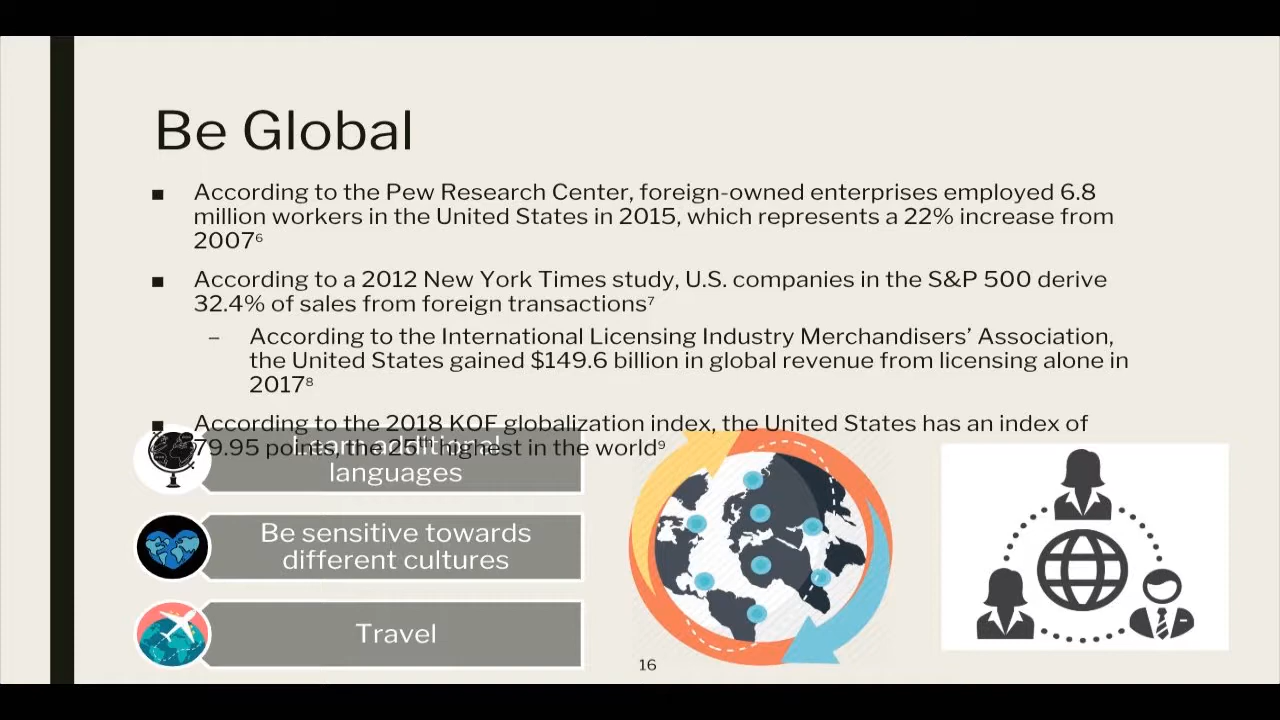 Be Global
▪ According to the Pew Research Center, foreign-owned enterprises employed 6.8
million workers in the United States in 2015, which represents a 22% increase from
2007⁶
▪ According to a 2012 New York Times study, U.S. companies in the S&P 500 derive
32.4% of sales from foreign transactions⁷
– According to the International Licensing Industry Merchandisers’ Association,
the United States gained $149.6 billion in global revenue from licensing alone in
2017⁸
▪ According to the 2018 KOF globalization index, the United States has an index of
79.95 points, the 25ᵗʰ highest in the world⁹
Learn additional
languages
Be sensitive towards
different cultures
Travel
16